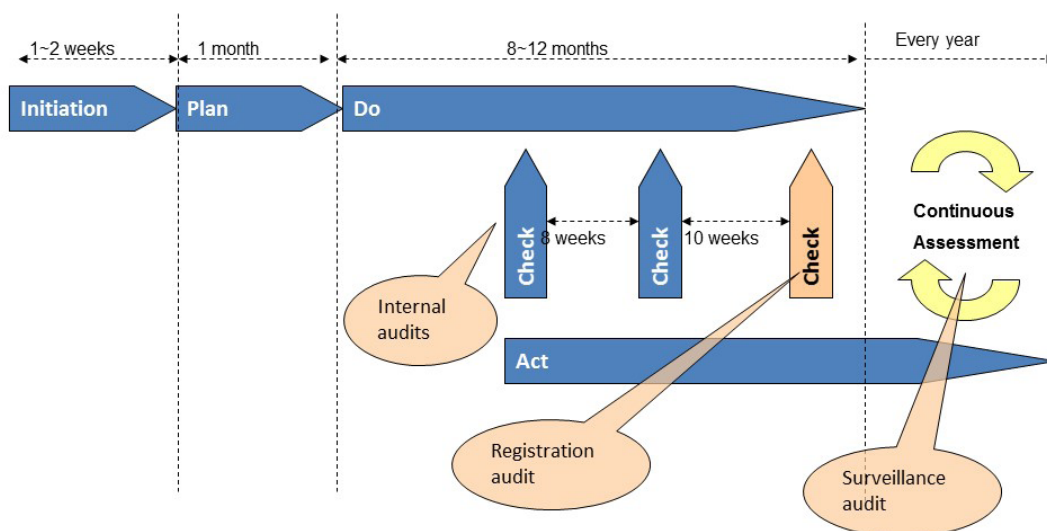 1~2 weeks
1 month
8~12 months
Every year
Initiation
Plan
Do
Check
8 weeks
Check
10 weeks
Check
Continuous
Assessment
Internal
audits
Act
Registration
audit
Surveillance
audit